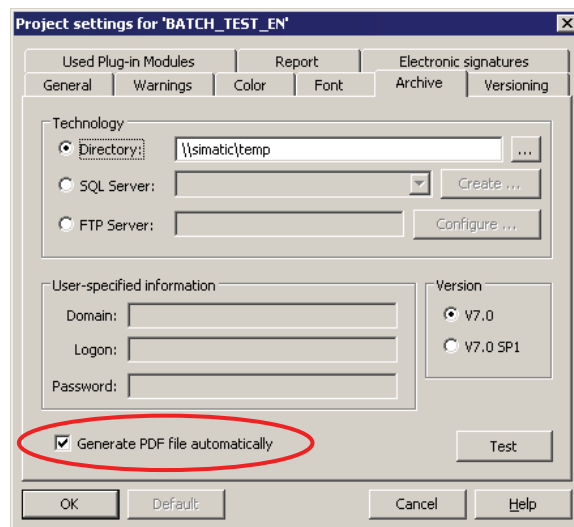 Project settings for 'BATCH_TEST_EN'
Used Plug-in Modules Report Electronic signatures
General Warnings Color Font Archive Versioning
Technology
Directory: \\simatic\temp ...
SQL Server: Create ...
FTP Server: Configure ...
User-specified information Version
Domain: V7.0
Logon: V7.0 SP1
Password:
Generate PDF file automatically Test
OK Default Cancel Help